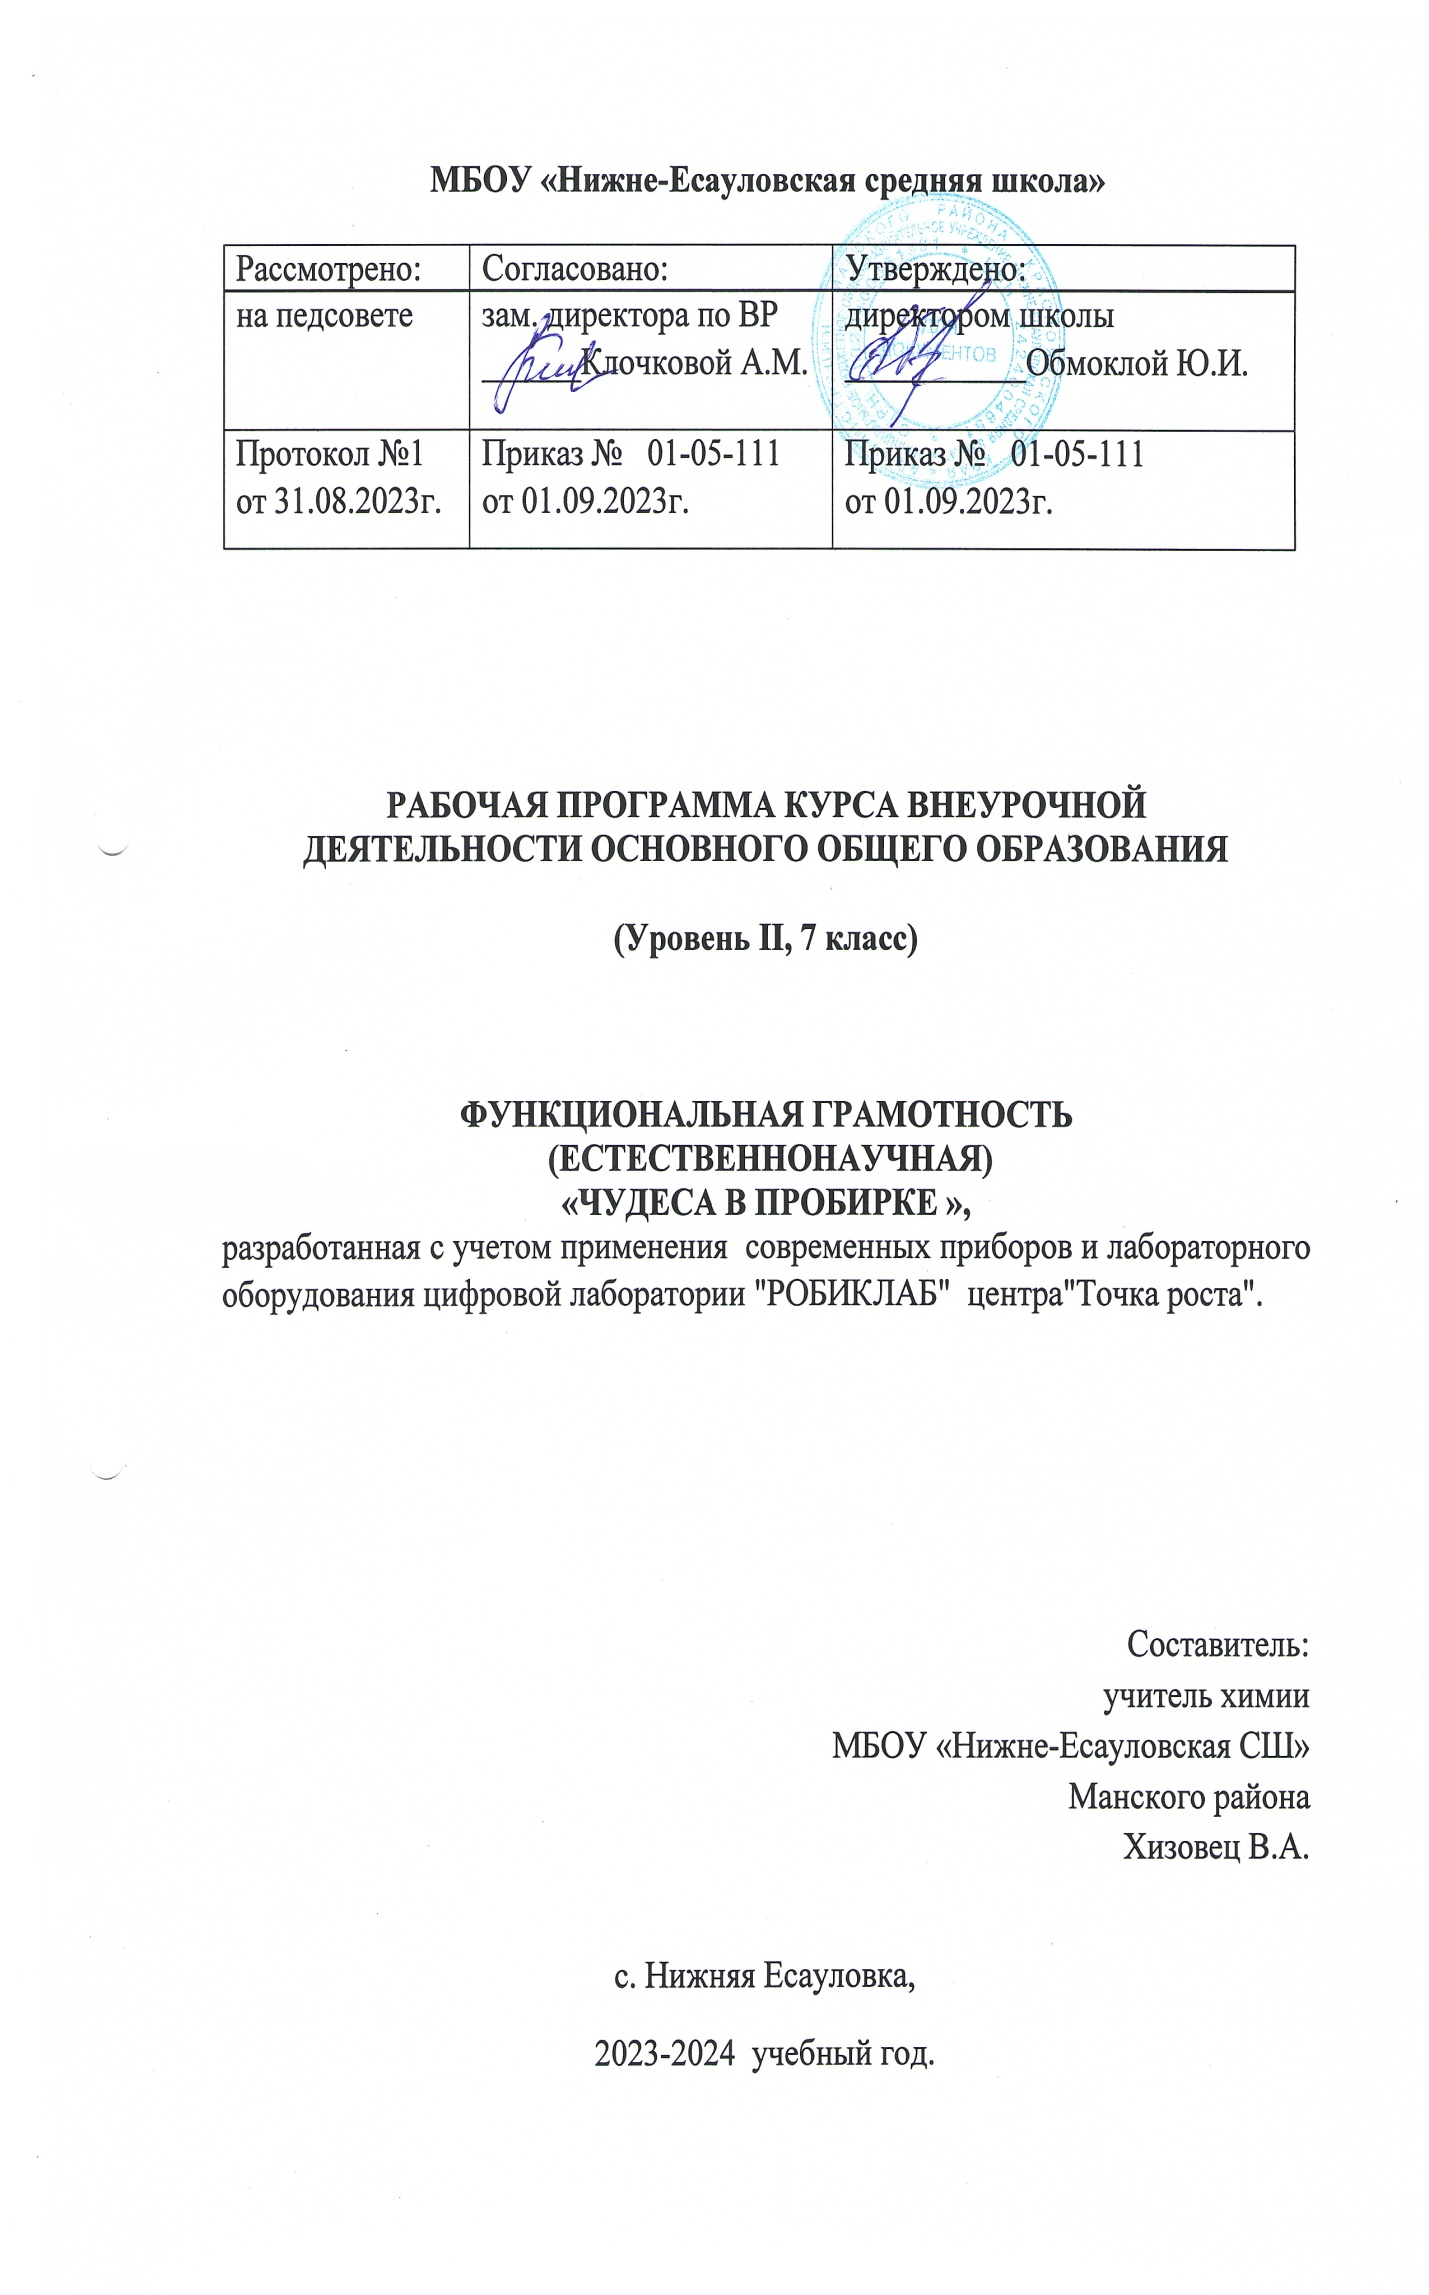 МБОУ «Нижне-Есауловская средняя школа»
Рассмотрено: Согласовано: Утверждено:
на педсовете зам. директора по ВР директором школы
Клочковой А.М. Обмоклой Ю.И.
Протокол №1 Приказ № 01-05-111 Приказ № 01-05-111
от 31.08.2023г. от 01.09.2023г. от 01.09.2023г.
РАБОЧАЯ ПРОГРАММА КУРСА ВНЕУРОЧНОЙ
ДЕЯТЕЛЬНОСТИ ОСНОВНОГО ОБЩЕГО ОБРАЗОВАНИЯ
(Уровень II, 7 класс)
ФУНКЦИОНАЛЬНАЯ ГРАМОТНОСТЬ
(ЕСТЕСТВЕННОНАУЧНАЯ)
«ЧУДЕСА В ПРОБИРКЕ »,
разработанная с учетом применения современных приборов и лабораторного
оборудования цифровой лаборатории "РОБИКЛАБ" центра"Точка роста".
Составитель:
учитель химии
МБОУ «Нижне-Есауловская СШ»
Манского района
Хизовец В.А.
с. Нижняя Есауловка,
2023-2024 учебный год.